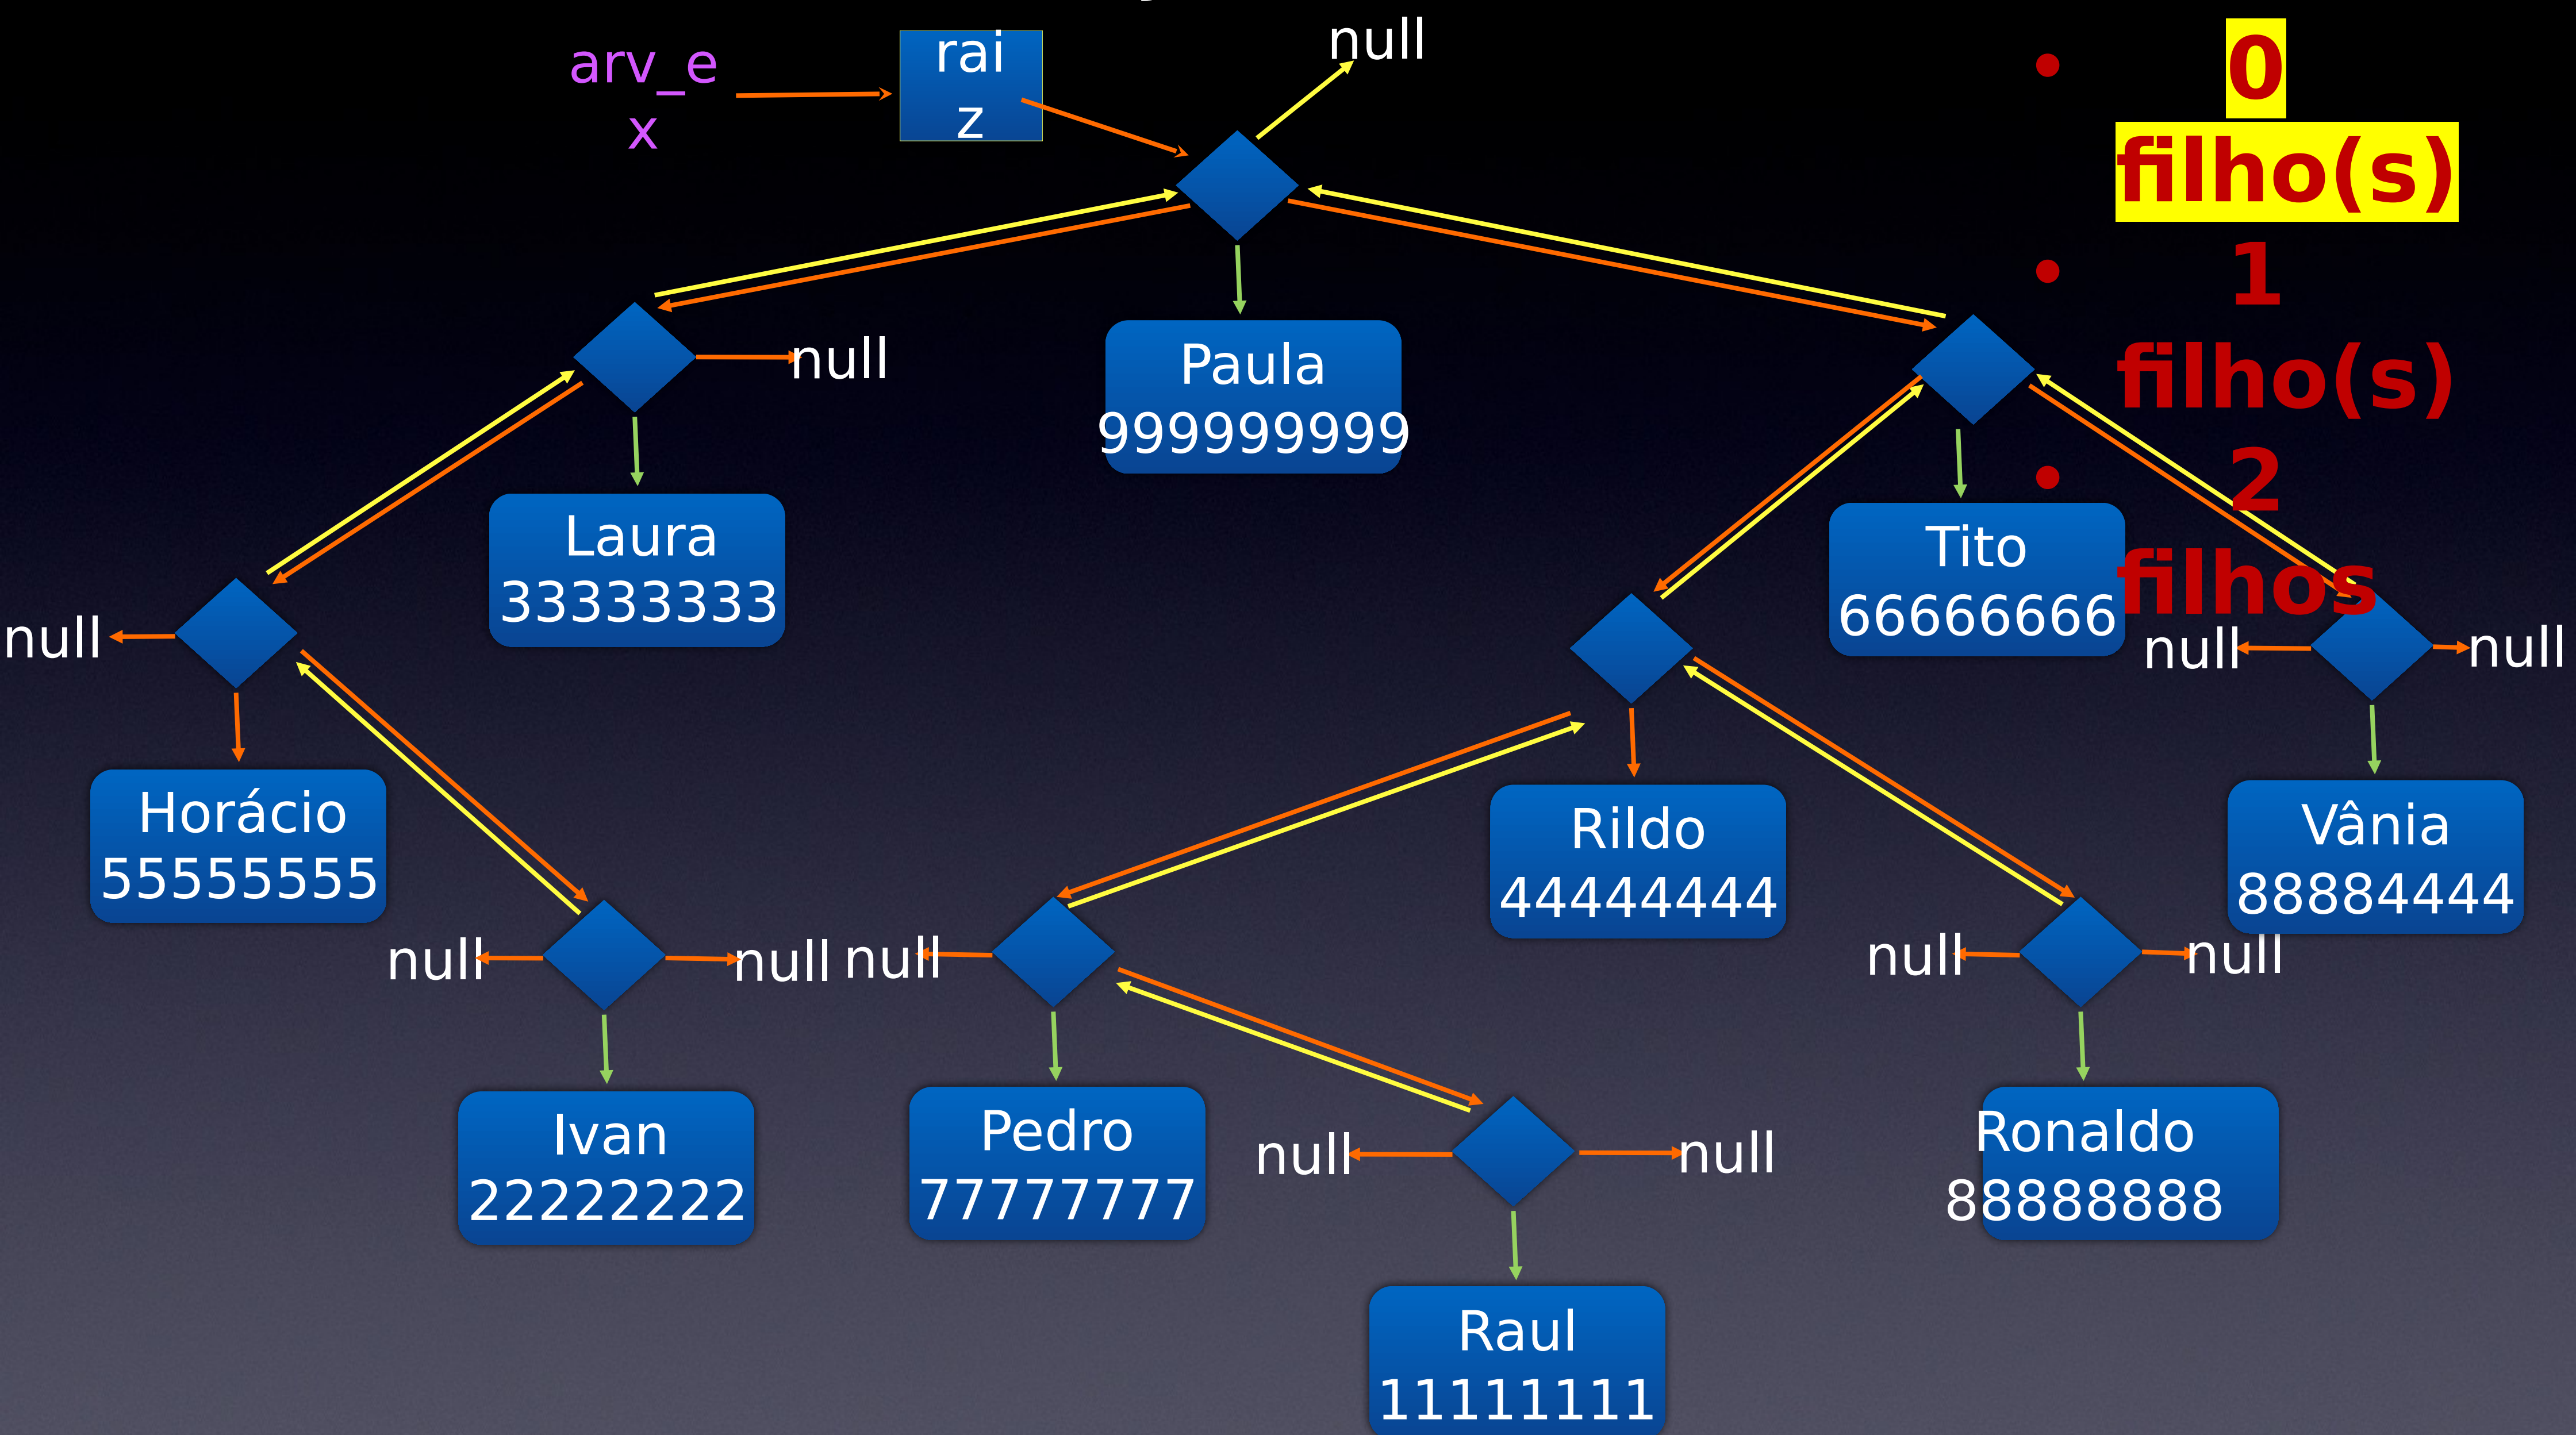 null
arv_e
x
rai
z
• 0
filho(s)
• 1
filho(s)
• 2
filhos
null
Paula
999999999
Laura
33333333
Tito
66666666
null
null
null
Horácio
55555555
Rildo
44444444
Vânia
88884444
null
null
null
null
null
Ivan
22222222
Pedro
77777777
null
null
Ronaldo
88888888
Raul
11111111